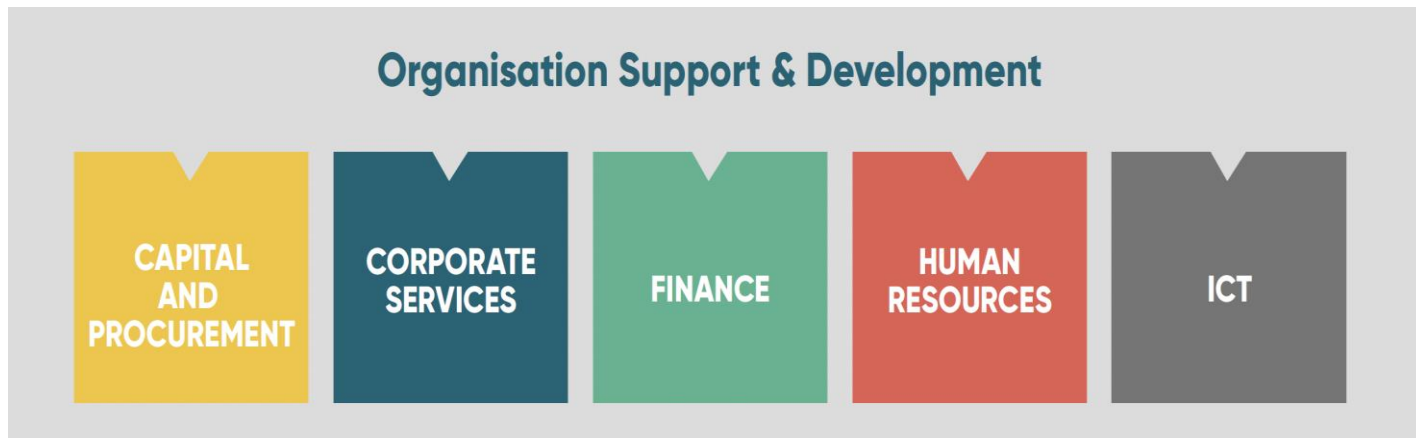 Organisation Support & Development
CAPITAL
AND
PROCUREMENT
CORPORATE
SERVICES
FINANCE
HUMAN
RESOURCES
ICT